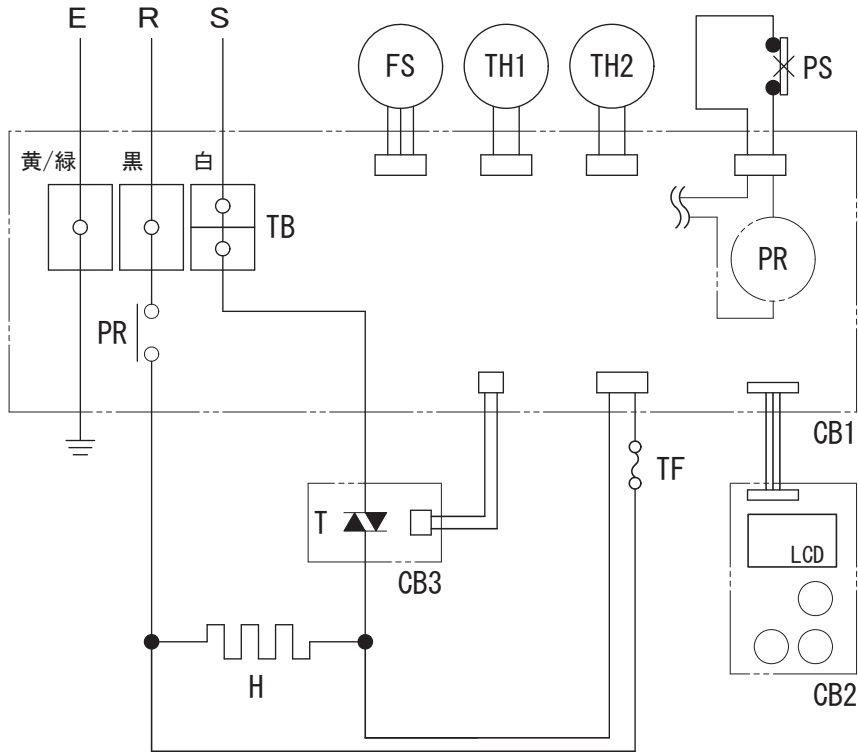 E R S
FS TH1 TH2 PS
黄/緑 黒 白
TB
PR
PR
CB1
TF
T
LCD
CB3
H
CB2